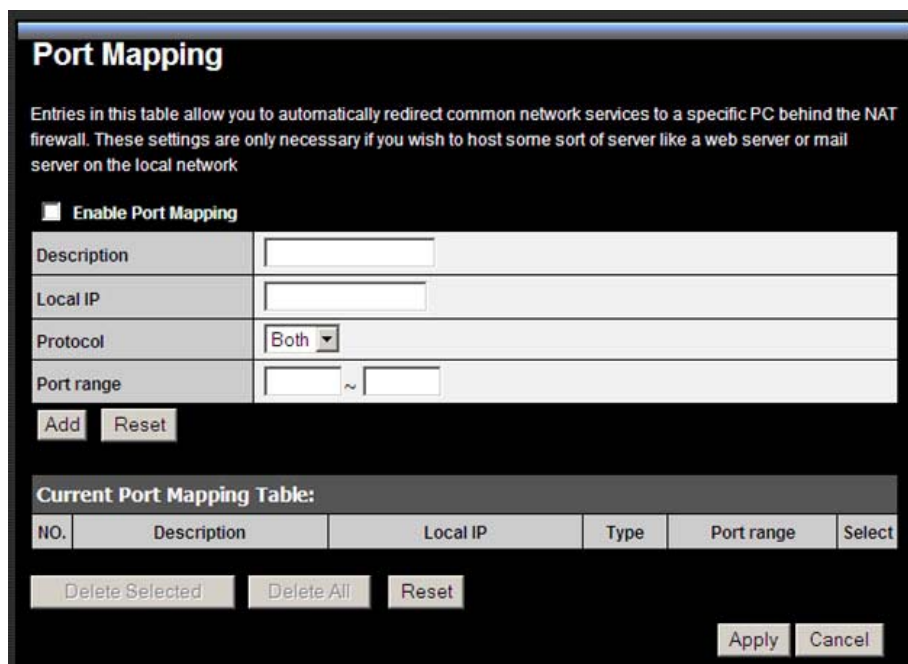 Port Mapping
Entries in this table allow you to automatically redirect common network services to a specific PC behind the NAT
firewall. These settings are only necessary if you wish to host some sort of server like a web server or mail
server on the local network
Enable Port Mapping
Description
Local IP
Protocol Both
Port range ~
Add Reset
Current Port Mapping Table:
NO. Description Local IP Type Port range Select
Delete Selected Delete All Reset
Apply Cancel